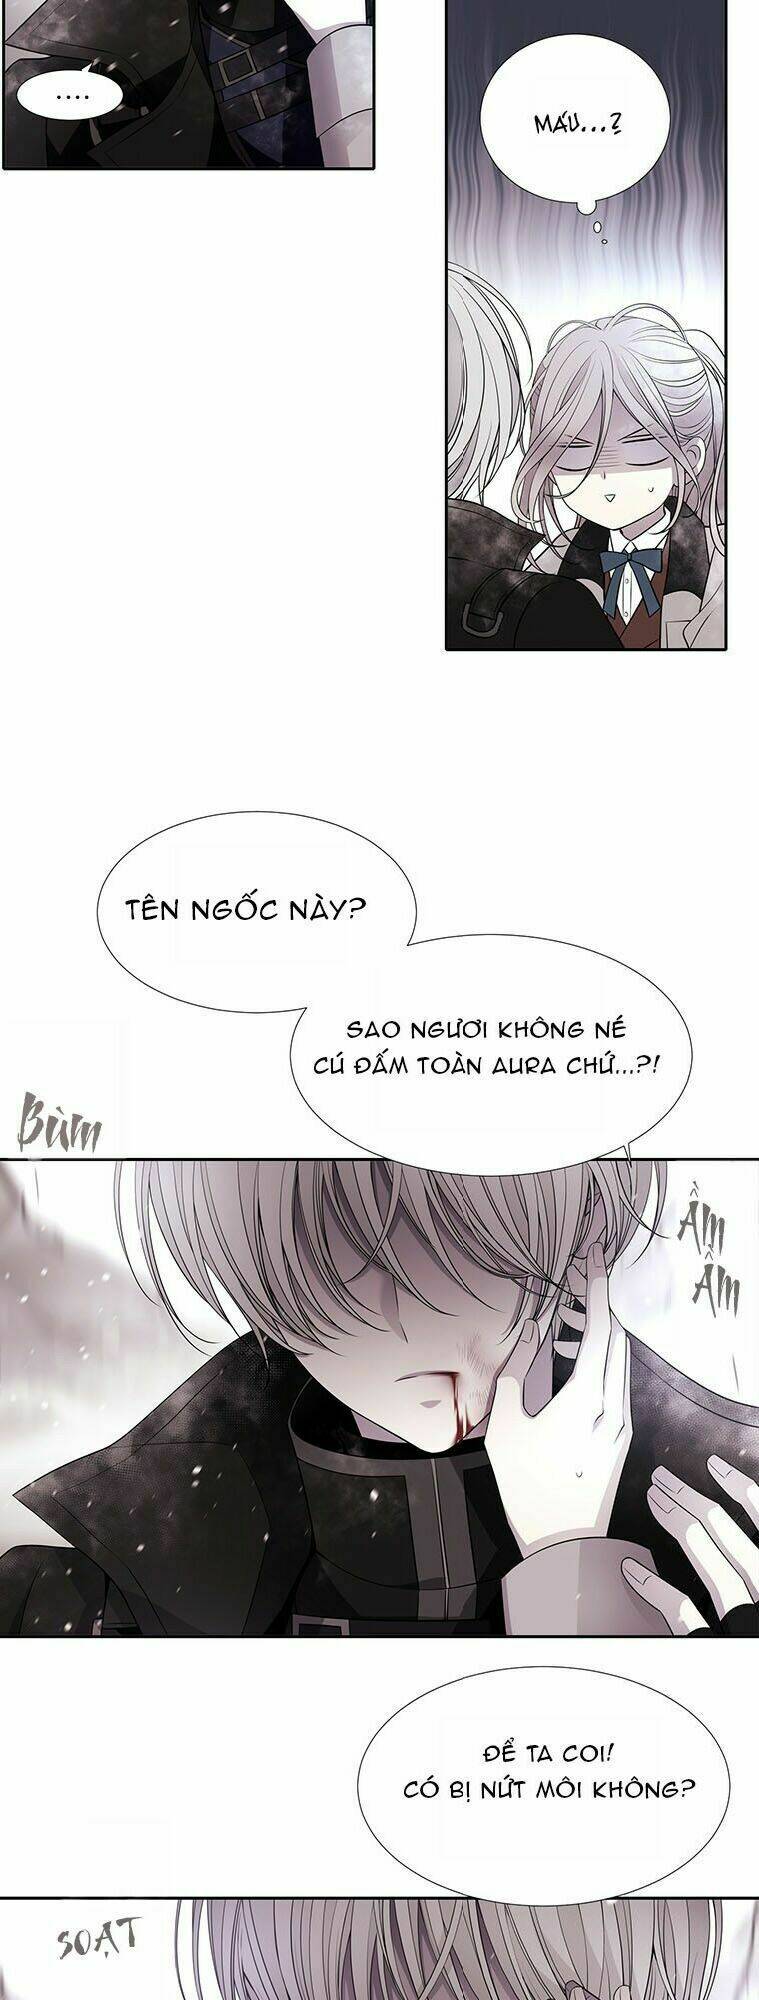 ....
MÁU...?
TÊN NGỐC NÀY?
SAO NGƯƠI KHÔNG NÉ
CÚ ĐẤM TOÀN AURA CHỨ...?!
Bùm
ẦM
ẦM
ĐỂ TA COI!
CÓ BỊ NỨT MÔI KHÔNG?
SOẠT